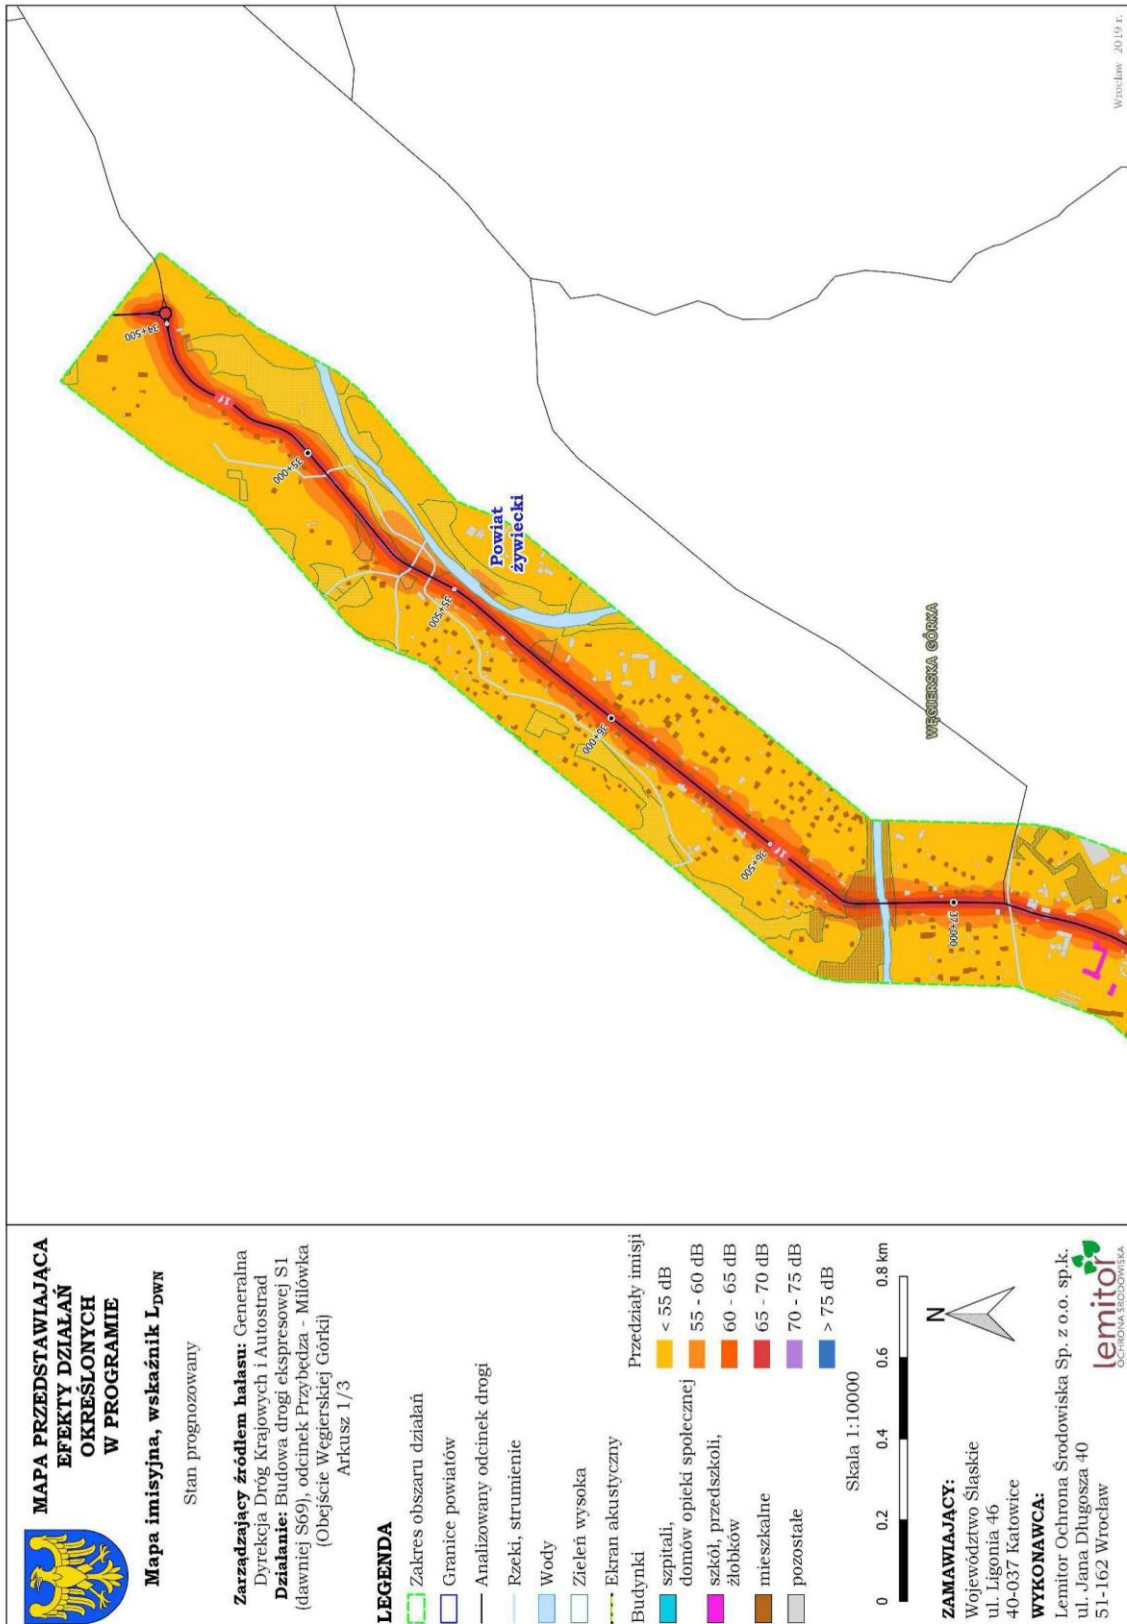 MAPA PRZEDSTAWIAJĄCA
EFEKTY DZIAŁAŃ
OKREŚLONYCH
W PROGRAMIE
Mapa imisyjna, wskaźnik LDWN
Stan prognozowany
Zarządzający źródłem hałasu: Generalna
Dyrekcja Dróg Krajowych i Autostrad
Działanie: Budowa drogi ekspresowej S1
(dawniej S69), odcinek Przybędza - Milówka
(Obejście Węgierskiej Górki)
Arkusz 1/3
LEGENDA
Zakres obszaru działań
Granice powiatów
Analizowany odcinek drogi
Rzeki, strumienie
Wody
Zieleń wysoka
Ekran akustyczny
Budynki
szpitali,
domów opieki społecznej
szkół, przedszkoli,
żłobków
mieszkalne
pozostałe
Przedziały imisji
< 55 dB
55 - 60 dB
60 - 65 dB
65 - 70 dB
70 - 75 dB
> 75 dB
Skala 1:10000
0 0.2 0.4 0.6 0.8 km
N
ZAMAWIAJĄCY:
Województwo Śląskie
ul. Ligonia 46
40-037 Katowice
WYKONAWCA:
Lemitor Ochrona Środowiska Sp. z o.o. sp.k.
ul. Jana Długosza 40
51-162 Wrocław
lemitor
OCHRONA ŚRODOWISKA
34+500
1f
35+000
35+500
Powiat
żywiecki
36+000
36+500
1f
37+000
WĘGIERSKA GÓRKA
Wrocław 2019 r.